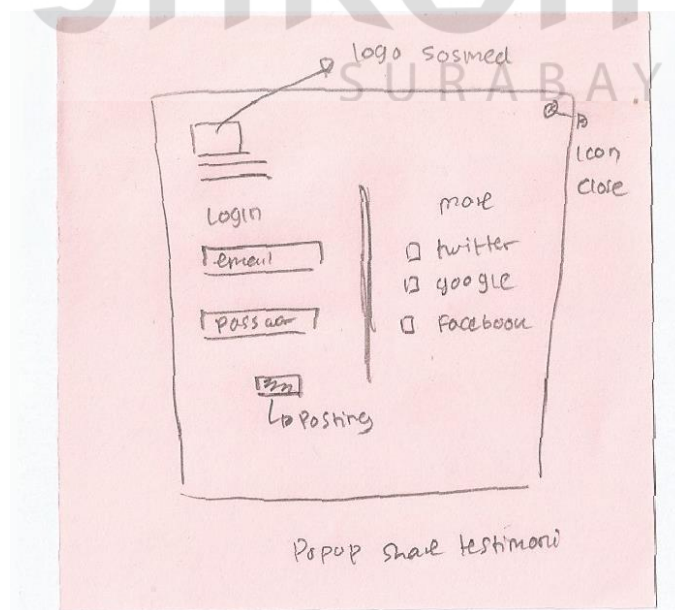 SURABAYA
logo sosmed
Icon
Close
Login
more
email
twitter
google
passwor
Facebook
Posting
Popup share testimoni